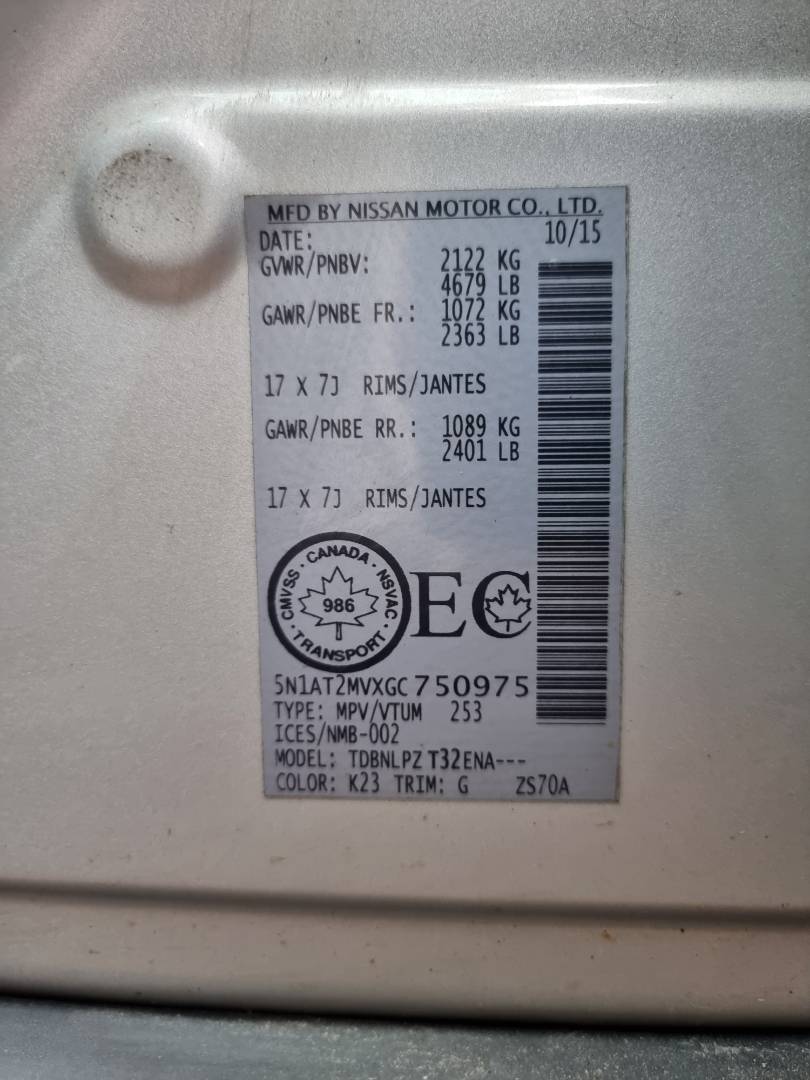 MFD BY NISSAN MOTOR CO., LTD.
DATE: 10/15
GVWR/PNBV: 2122 KG
4679 LB
GAWR/PNBE FR.: 1072 KG
2363 LB
17 X 7J RIMS/JANTES
GAWR/PNBE RR.: 1089 KG
2401 LB
17 X 7J RIMS/JANTES
CMVSS · CANADA · NSVAC · TRANSPORT ·
986
EC
5N1AT2MVXGC750975
TYPE: MPV/VTUM 253
ICES/NMB-002
MODEL: TDBNLPZ T32ENA---
COLOR: K23 TRIM: G ZS70A